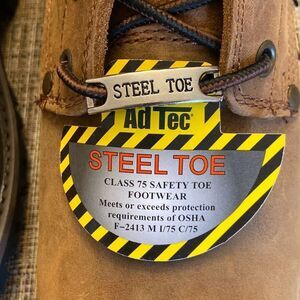 STEEL TOE
Ad Tec
STEEL TOE
CLASS 75 SAFETY TOE
FOOTWEAR
Meets or exceeds protection
requirements of OSHA
F-2413 M I/75 C/75